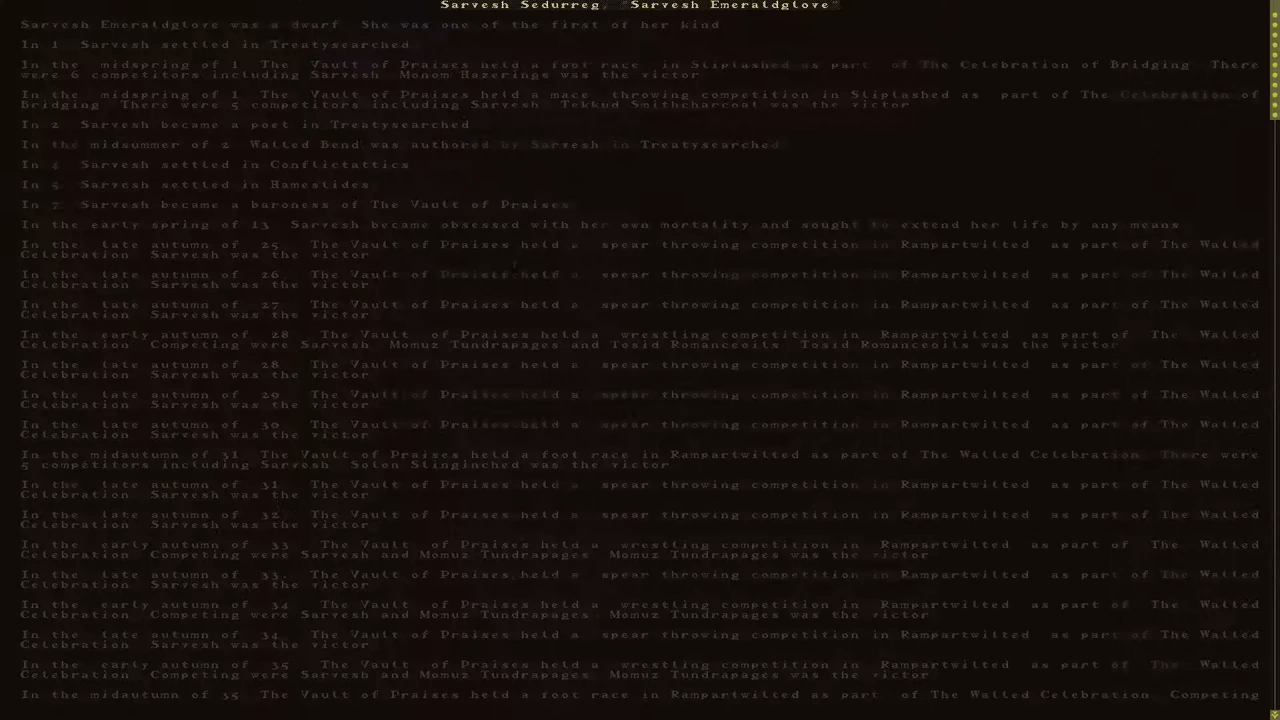 Sarvesh Sedurreg, "Sarvesh Emeraldglove"
Sarvesh Emeraldglove was a dwarf. She was one of the first of her kind
In 1 Sarvesh settled in Treatysearched
In the midspring of 1 The Vault of Praises held a foot race in Sliplashed as part of The Celebration of Bridging There
were 6 competitors including Sarvesh Monom Hazerings was the victor
In the midspring of 1 The Vault of Praises held a mace throwing competition in Sliplashed as part of The Celebration of
Bridging There were 5 competitors including Sarvesh Tekkud Smithcharcoal was the victor
In 2 Sarvesh became a poet in Treatysearched
In the midsummer of 2 Walled Bend was authored by Sarvesh in Treatysearched
In 4 Sarvesh settled in Conflicttattics
In 5 Sarvesh settled in Hamestides
In 7 Sarvesh became a baroness of The Vault of Praises
In the early spring of 13 Sarvesh became obsessed with her own mortality and sought to extend her life by any means
In the late autumn of 25, The Vault of Praises held a spear throwing competition in Rampartwilted as part of The Walled
Celebration Sarvesh was the victor
In the late autumn of 26, The Vault of Praises held a spear throwing competition in Rampartwilted as part of The Walled
Celebration Sarvesh was the victor
In the late autumn of 27, The Vault of Praises held a spear throwing competition in Rampartwilted as part of The Walled
Celebration Sarvesh was the victor
In the early autumn of 28 The Vault of Praises held a wrestling competition in Rampartwilted as part of The Walled
Celebration Competing were Sarvesh Momuz Tundrapages and Tosid Romancecoils Tosid Romancecoils was the victor
In the late autumn of 28 The Vault of Praises held a spear throwing competition in Rampartwilted as part of The Walled
Celebration Sarvesh was the victor
In the late autumn of 29 The Vault of Praises held a spear throwing competition in Rampartwilted as part of The Walled
Celebration Sarvesh was the victor
In the late autumn of 30, The Vault of Praises held a spear throwing competition in Rampartwilted as part of The Walled
Celebration Sarvesh was the victor
In the midautumn of 31 The Vault of Praises held a foot race in Rampartwilted as part of The Walled Celebration There were
5 competitors including Sarvesh Solon Slinginched was the victor
In the late autumn of 31 The Vault of Praises held a spear throwing competition in Rampartwilted as part of The Walled
Celebration Sarvesh was the victor
In the late autumn of 32 The Vault of Praises held a spear throwing competition in Rampartwilted as part of The Walled
Celebration Sarvesh was the victor
In the early autumn of 33 The Vault of Praises held a wrestling competition in Rampartwilted as part of The Walled
Celebration Competing were Sarvesh and Momuz Tundrapages Momuz Tundrapages was the victor
In the late autumn of 33, The Vault of Praises held a spear throwing competition in Rampartwilted as part of The Walled
Celebration Sarvesh was the victor
In the early autumn of 34 The Vault of Praises held a wrestling competition in Rampartwilted as part of The Walled
Celebration Competing were Sarvesh and Momuz Tundrapages Momuz Tundrapages was the victor
In the late autumn of 34, The Vault of Praises held a spear throwing competition in Rampartwilted as part of The Walled
Celebration Sarvesh was the victor
In the early autumn of 35 The Vault of Praises held a wrestling competition in Rampartwilted as part of The Walled
Celebration Competing were Sarvesh and Momuz Tundrapages Momuz Tundrapages was the victor
In the midautumn of 35 The Vault of Praises held a foot race in Rampartwilted as part of The Walled Celebration Competing